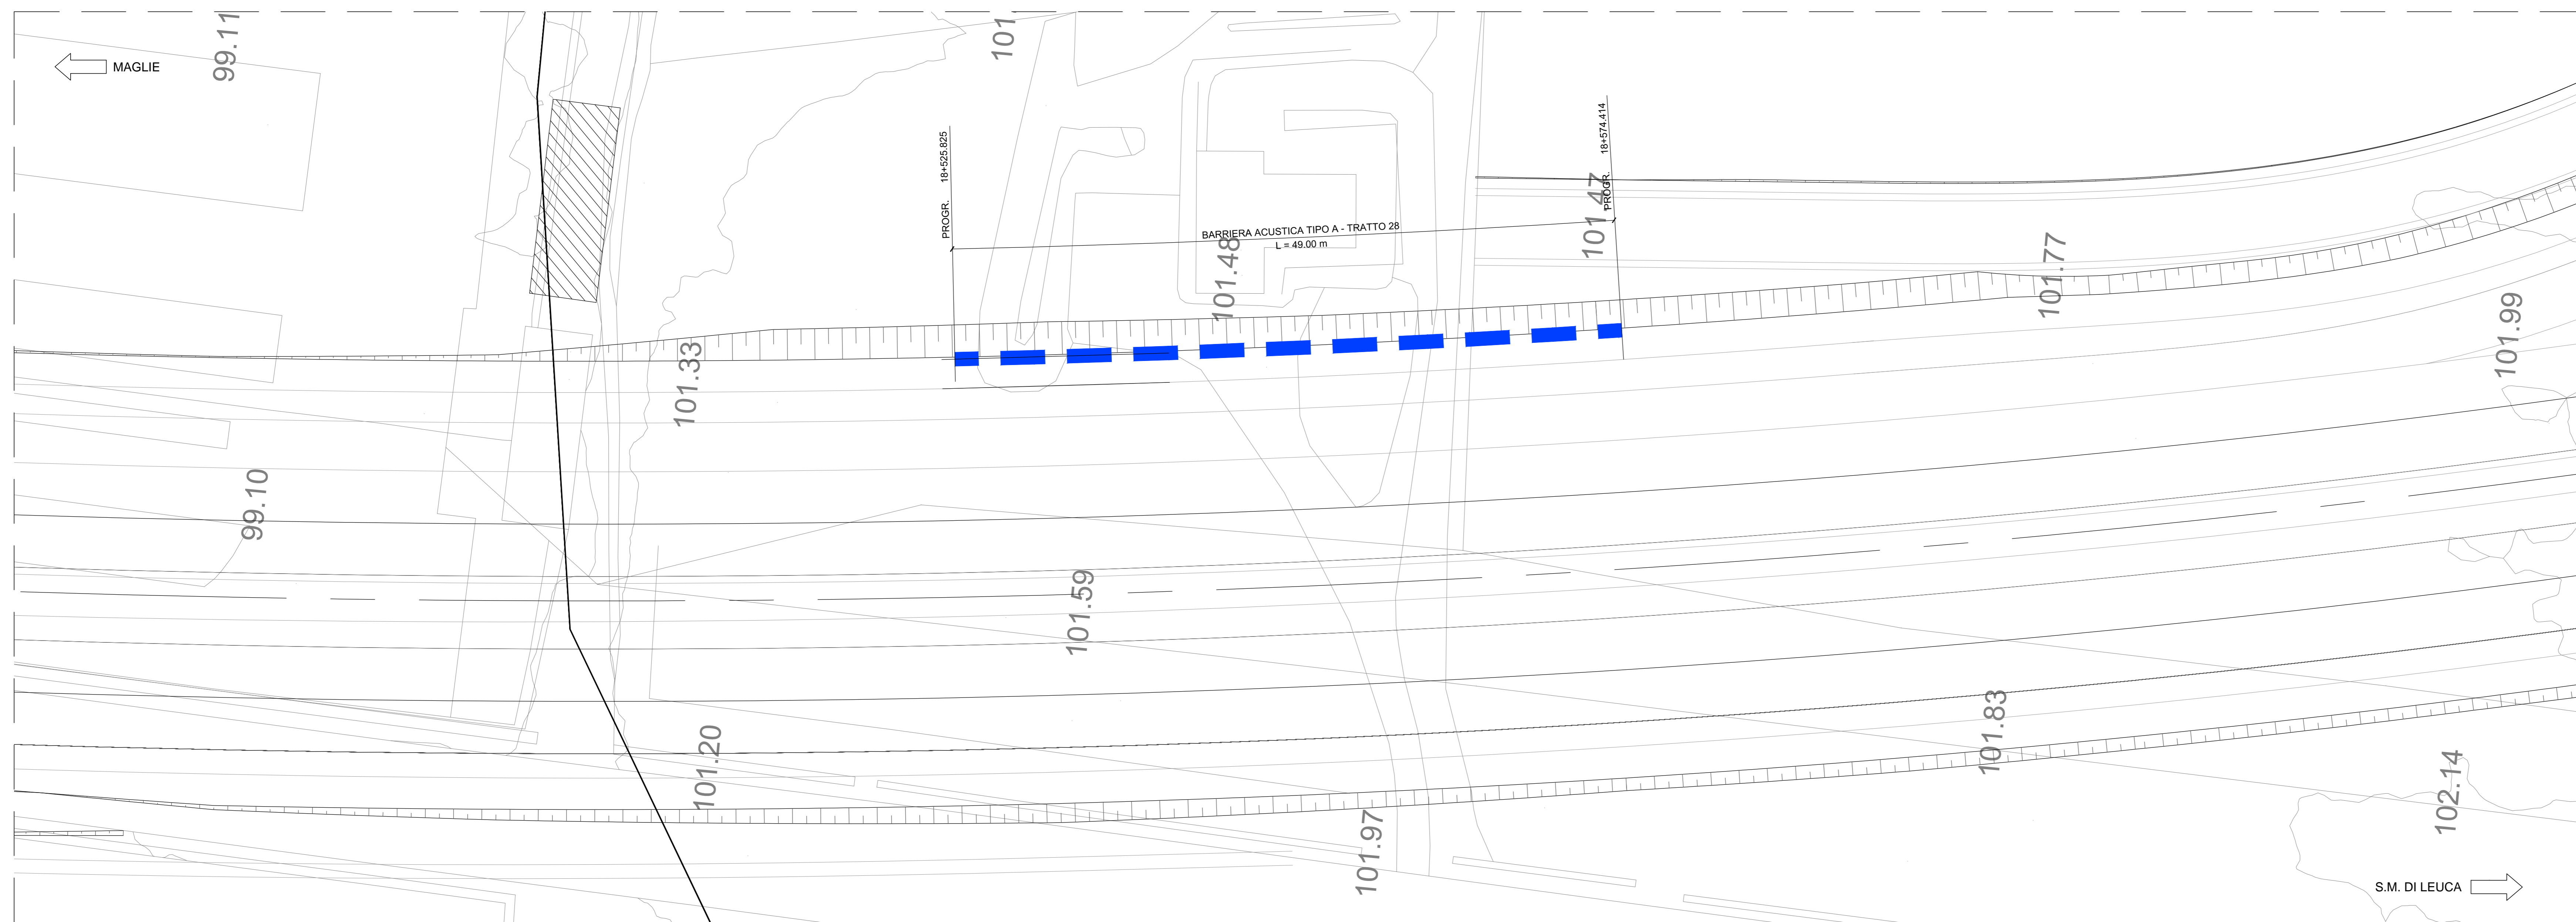 99.11
101
MAGLIE
18+525.825
PROGR.
18+574.414
PROGR.
101.47
BARRIERA ACUSTICA TIPO A - TRATTO 28
L = 49.00 m
101.48
101.77
101.99
101.33
99.10
101.59
101.20
101.83
102.14
101.97
S.M. DI LEUCA